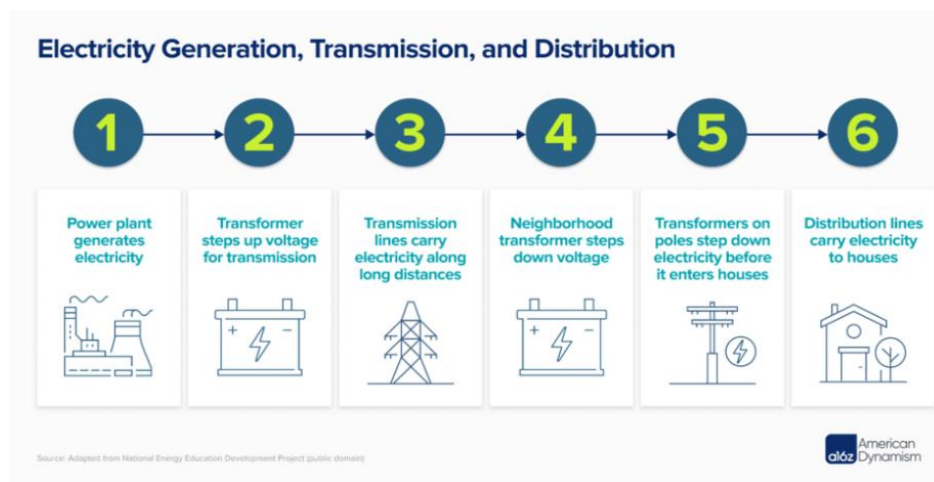 Electricity Generation, Transmission, and Distribution
1
2
3
4
5
6
Power plant
generates
electricity
Transformer
steps up voltage
for transmission
Transmission
lines carry
electricity along
long distances
Neighborhood
transformer steps
down voltage
Transformers on
poles step down
electricity before
it enters houses
Distribution lines
carry electricity
to houses
+ −
+ −
Source: Adapted from National Energy Education Development Project (public domain)
a16z
American
Dynamism